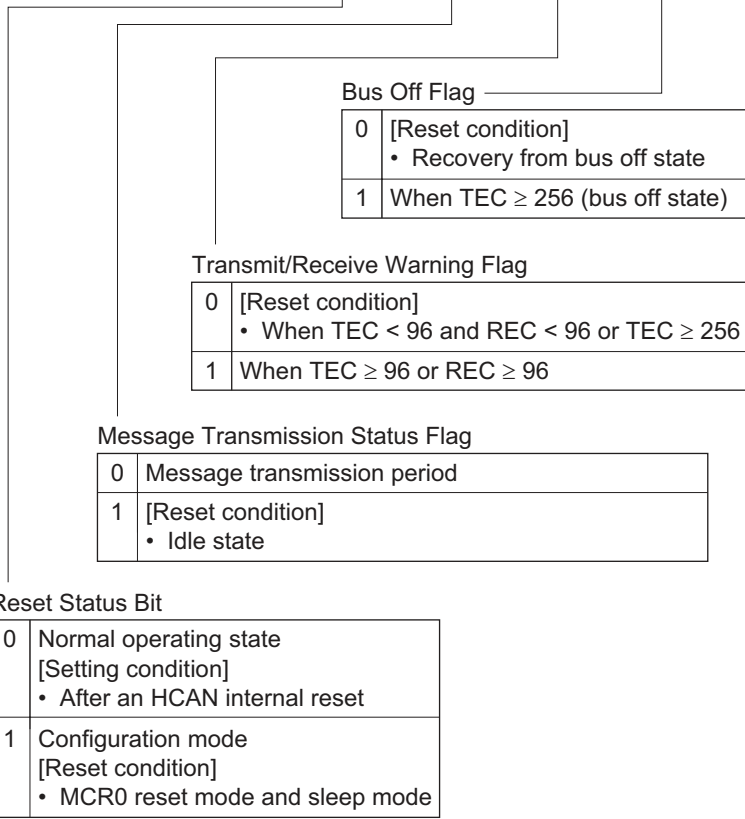 Bus Off Flag
0 [Reset condition]
• Recovery from bus off state
1 When TEC ≥ 256 (bus off state)
Transmit/Receive Warning Flag
0 [Reset condition]
• When TEC < 96 and REC < 96 or TEC ≥ 256
1 When TEC ≥ 96 or REC ≥ 96
Message Transmission Status Flag
0 Message transmission period
1 [Reset condition]
• Idle state
Reset Status Bit
0 Normal operating state
[Setting condition]
• After an HCAN internal reset
1 Configuration mode
[Reset condition]
• MCR0 reset mode and sleep mode